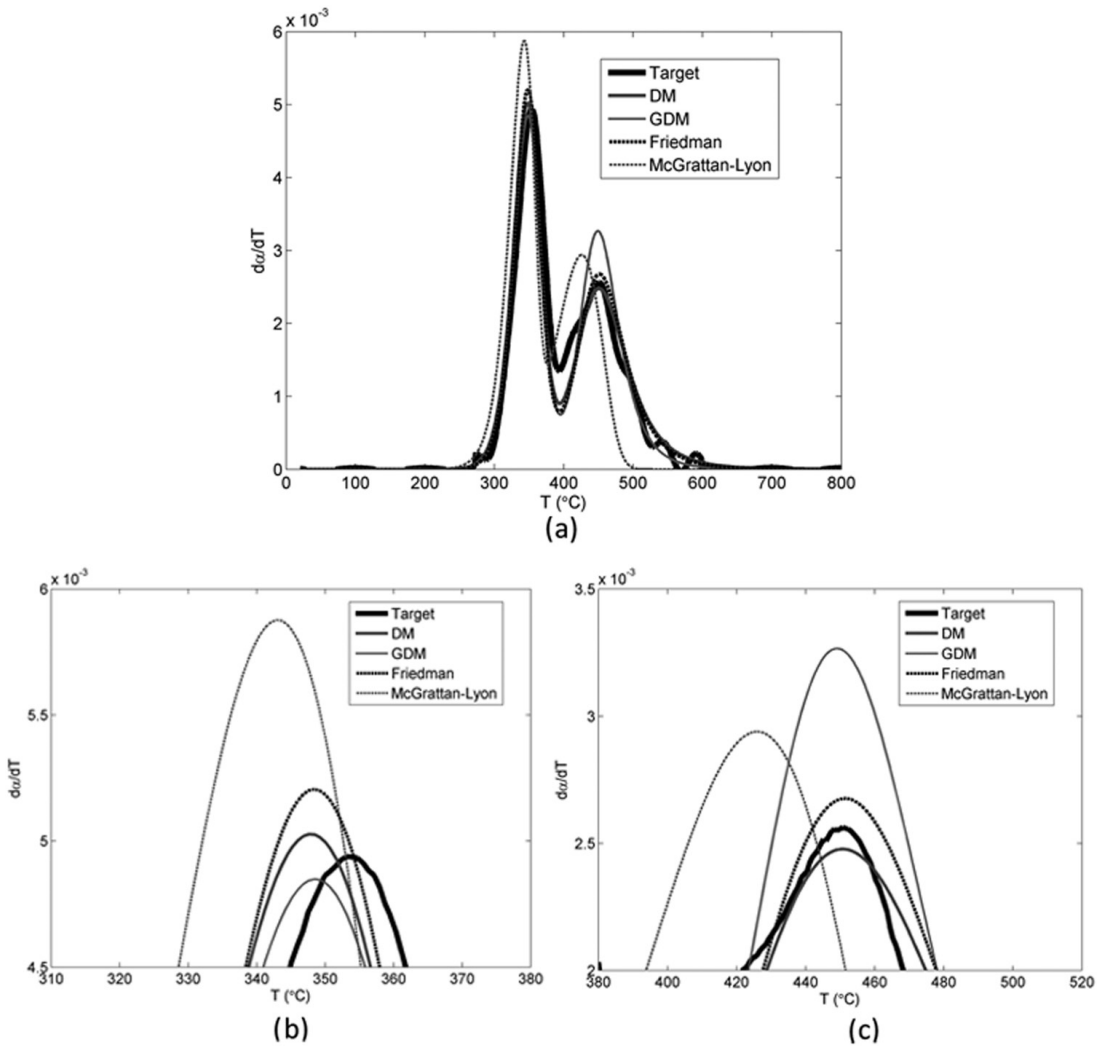 x 10⁻³
6
5
4
3
2
1
0
dα/dT
Target
DM
GDM
Friedman
McGrattan-Lyon
0 100 200 300 400 500 600 700 800
T (°C)
(a)
x 10⁻³
6
5.5
5
4.5
dα/dT
Target
DM
GDM
Friedman
McGrattan-Lyon
310 320 330 340 350 360 370 380
T (°C)
(b)
x 10⁻³
3.5
3
2.5
2
dα/dT
Target
DM
GDM
Friedman
McGrattan-Lyon
380 400 420 440 460 480 500 520
T (°C)
(c)